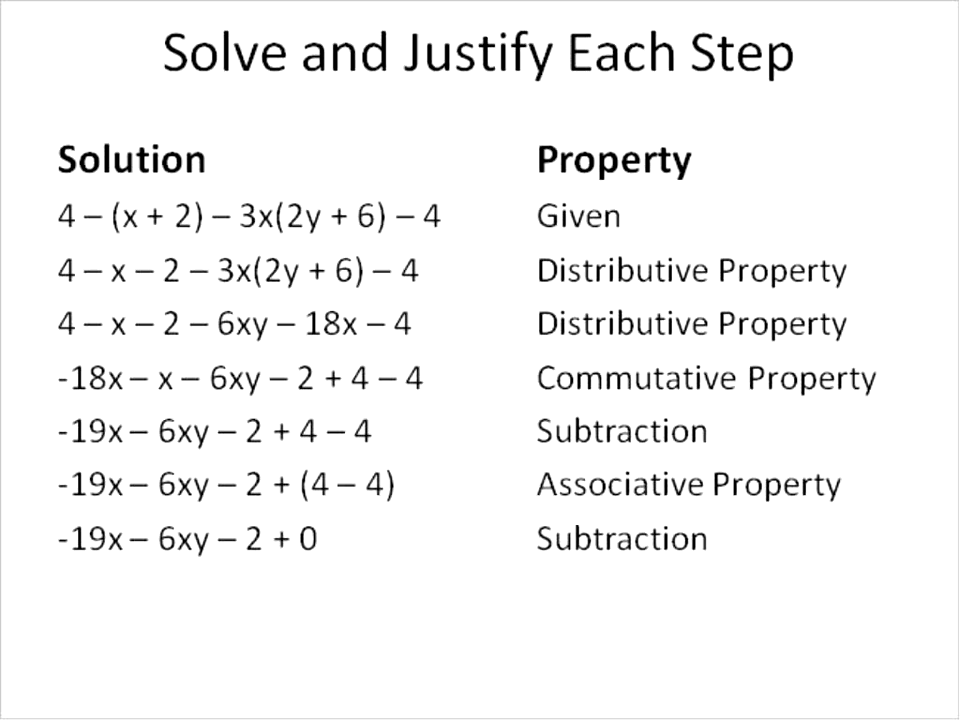 Solve and Justify Each Step
Solution Property
4 – (x + 2) – 3x(2y + 6) – 4 Given
4 – x – 2 – 3x(2y + 6) – 4 Distributive Property
4 – x – 2 – 6xy – 18x – 4 Distributive Property
-18x – x – 6xy – 2 + 4 – 4 Commutative Property
-19x – 6xy – 2 + 4 – 4 Subtraction
-19x – 6xy – 2 + (4 – 4) Associative Property
-19x – 6xy – 2 + 0 Subtraction